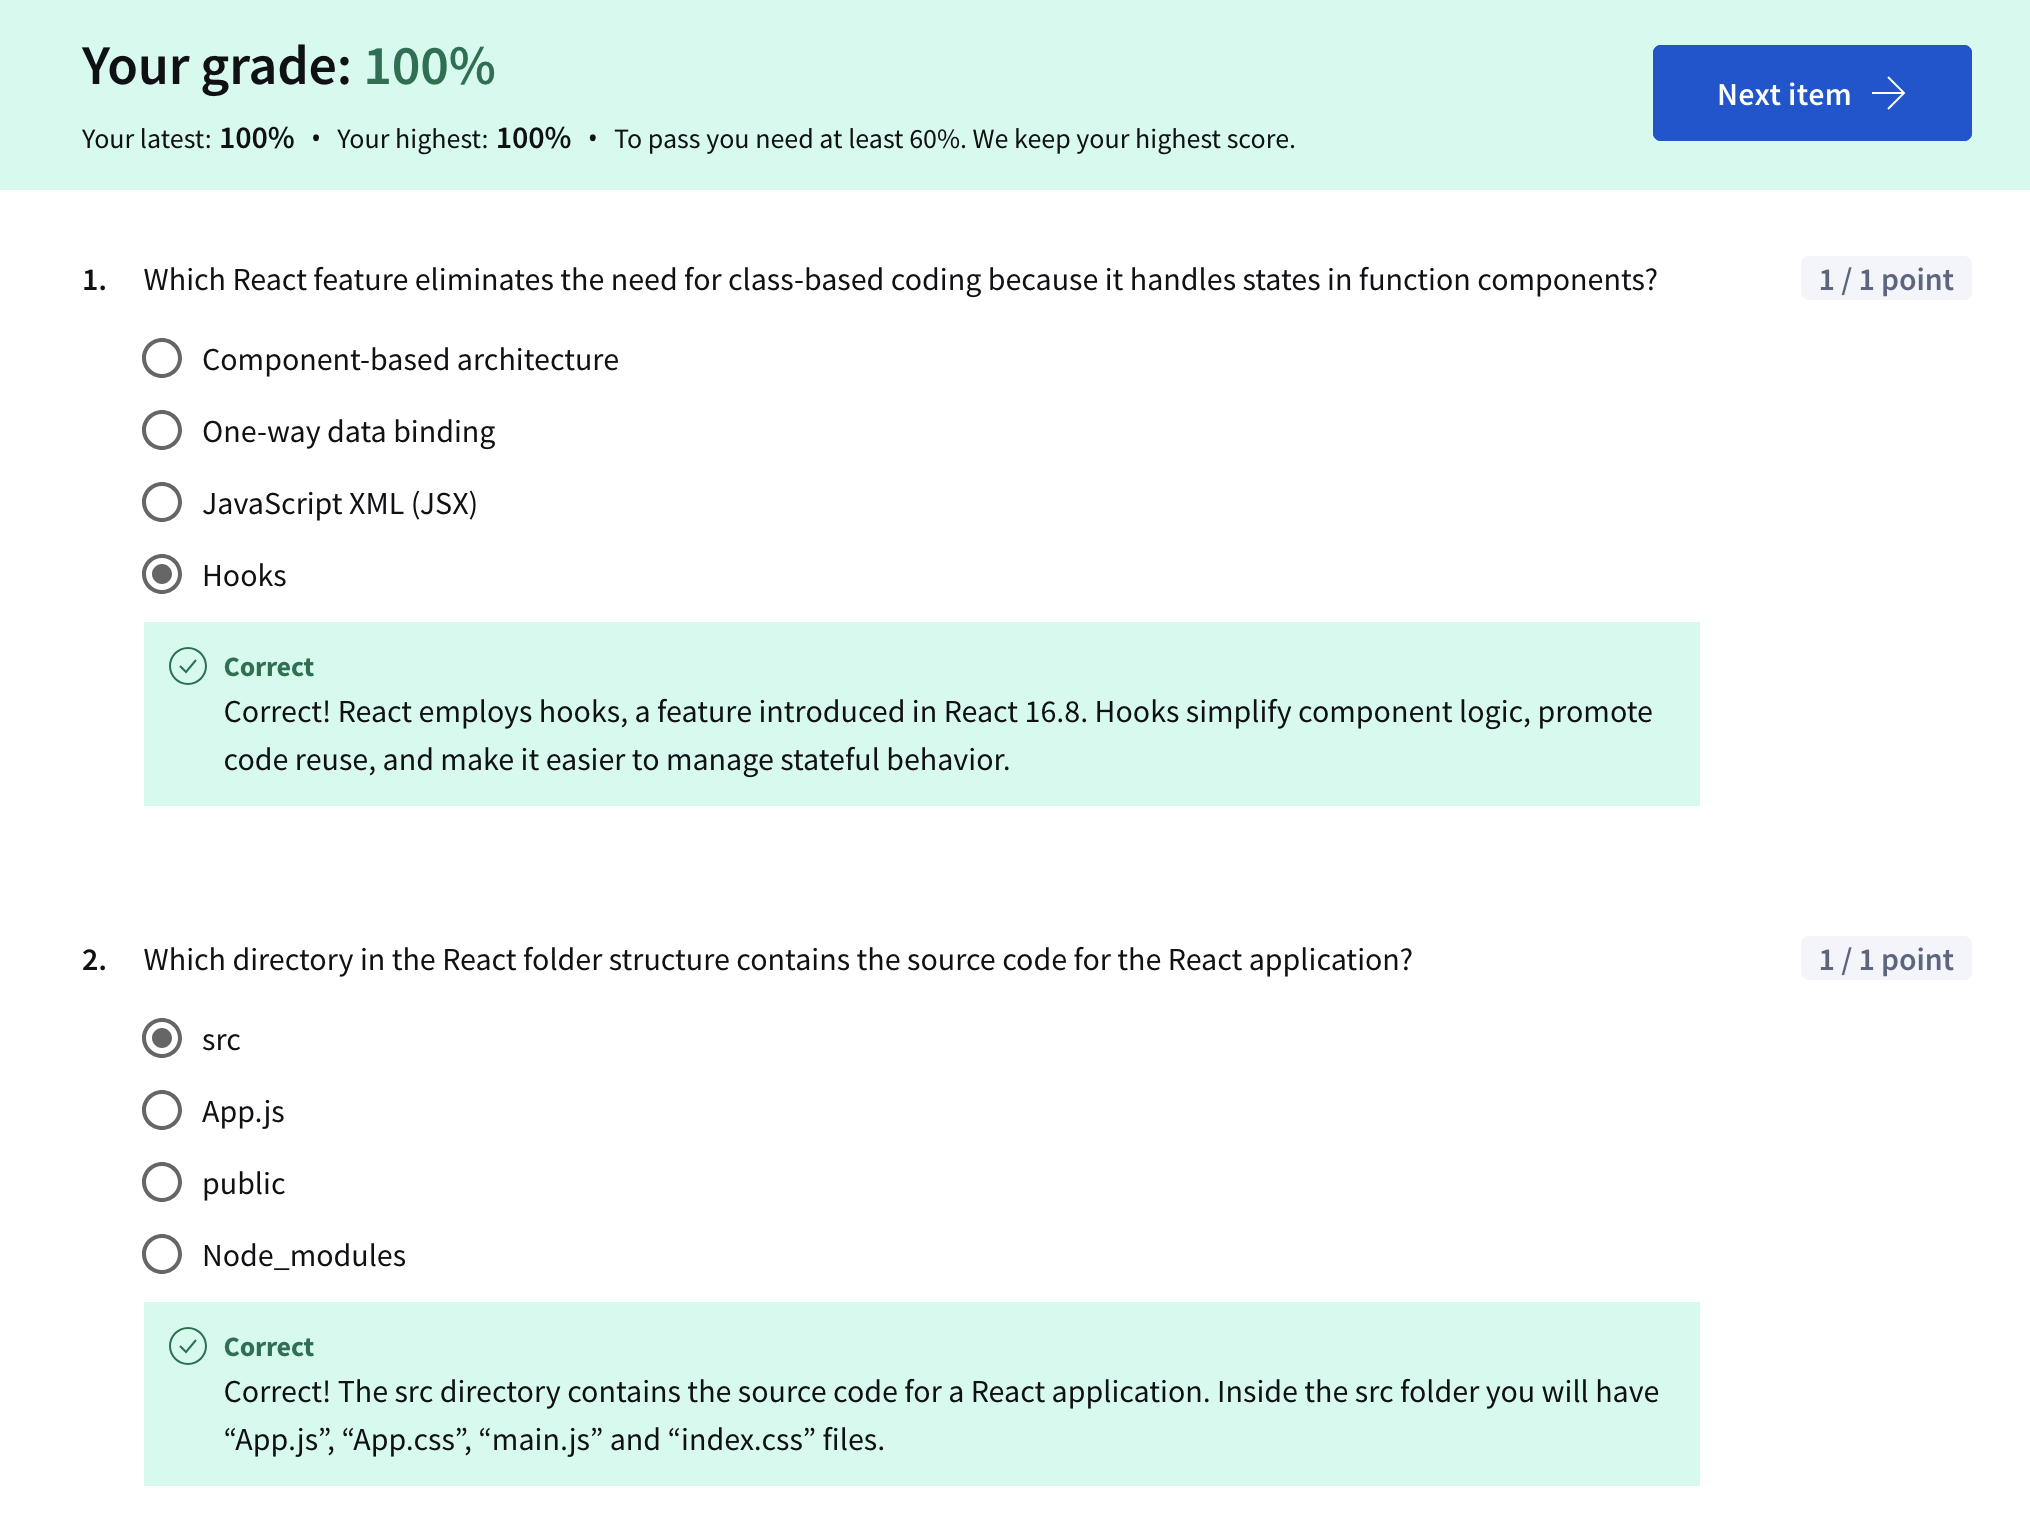 Your grade: 100%
Next item
Your latest: 100% • Your highest: 100% • To pass you need at least 60%. We keep your highest score.
1. Which React feature eliminates the need for class-based coding because it handles states in function components?
1 / 1 point
Component-based architecture
One-way data binding
JavaScript XML (JSX)
Hooks
Correct
Correct! React employs hooks, a feature introduced in React 16.8. Hooks simplify component logic, promote
code reuse, and make it easier to manage stateful behavior.
2. Which directory in the React folder structure contains the source code for the React application?
1 / 1 point
src
App.js
public
Node_modules
Correct
Correct! The src directory contains the source code for a React application. Inside the src folder you will have
“App.js”, “App.css”, “main.js” and “index.css” files.